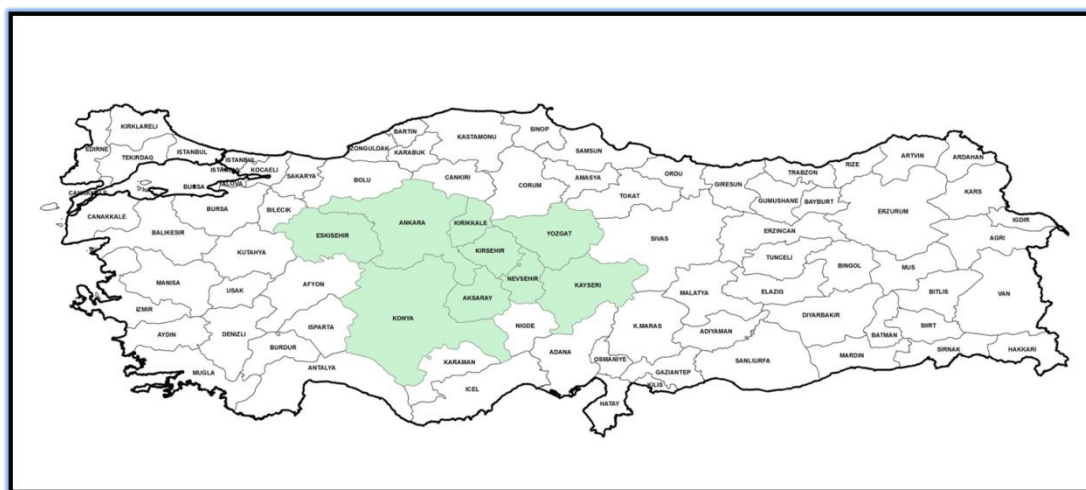 KIRKLARELI
EDIRNE
TEKIRDAG
ISTANBUL
ISTANBUL
KOCAELI
YALOVA
SAKARYA
BURSA
CANAKKALE
BURSA
BILECIK
BALIKESIR
BOLU
ZONGULDAK
BARTIN
KARABUK
KASTAMONU
SINOP
CANKIRI
CORUM
SAMSUN
AMASYA
ORDU
TOKAT
GIRESUN
TRABZON
GUMUSHANE
BAYBURT
RIZE
ARTVIN
ARDAHAN
KARS
ERZURUM
IGDIR
AGRI
ERZINCAN
ESKISEHIR
ANKARA
KIRIKKALE
YOZGAT
SIVAS
KIRSEHIR
KUTAHYA
TUNCELI
BINGOL
MUS
BITLIS
VAN
MANISA
USAK
AFYON
NEVSEHIR
KAYSERI
AKSARAY
MALATYA
ELAZIG
IZMIR
KONYA
NIGDE
DIYARBAKIR
AYDIN
DENIZLI
ISPARTA
K.MARAS
ADIYAMAN
BATMAN
SIIRT
BURDUR
KARAMAN
ADANA
OSMANIYE
GAZIANTEP
SANLIURFA
MARDIN
SIRNAK
HAKKARI
MUGLA
ANTALYA
ICEL
KILIS
HATAY